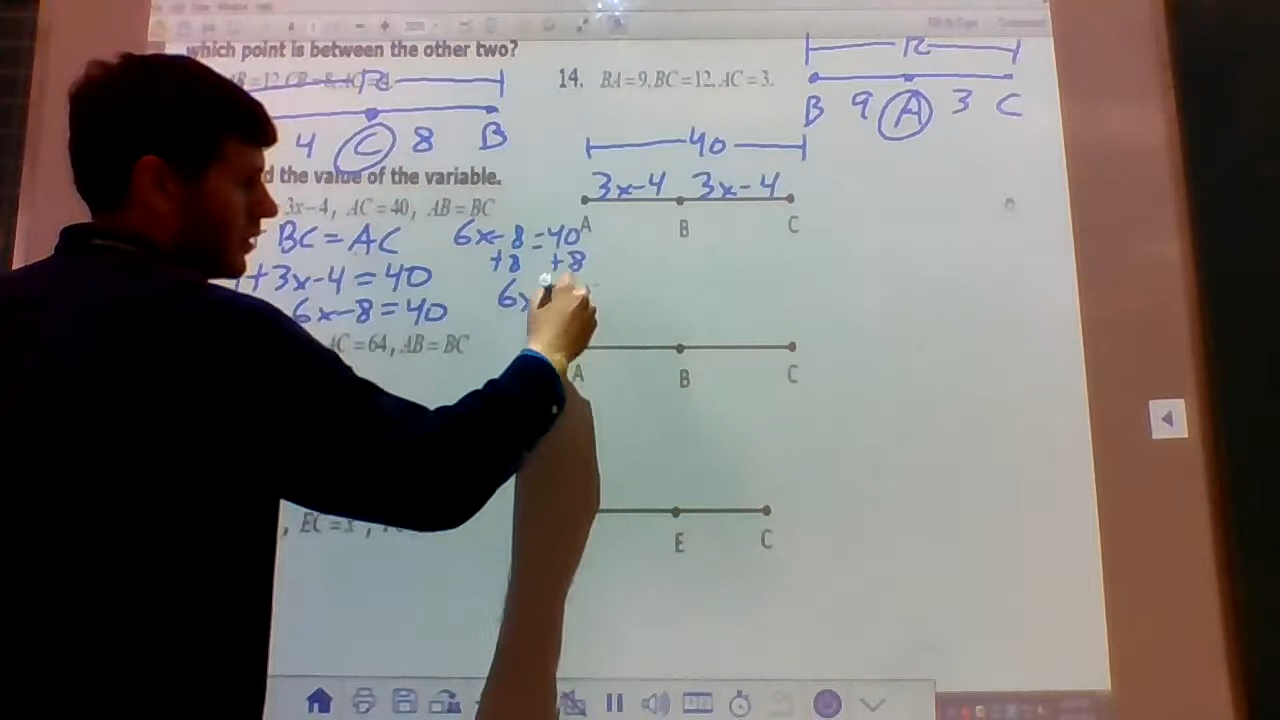 which point is between the other two?
12
4 C 8 B
14. BA = 9, BC = 12, AC = 3.
12
B 9 A 3 C
d the value of the variable.
3x-4, AC = 40, AB = BC
BC = AC
+3x-4 = 40
6x-8 = 40
6x-8 = 40
+8 +8
6x
40
3x-4 3x-4
A B C
AC = 64, AB = BC
A B C
, EC = x
E C